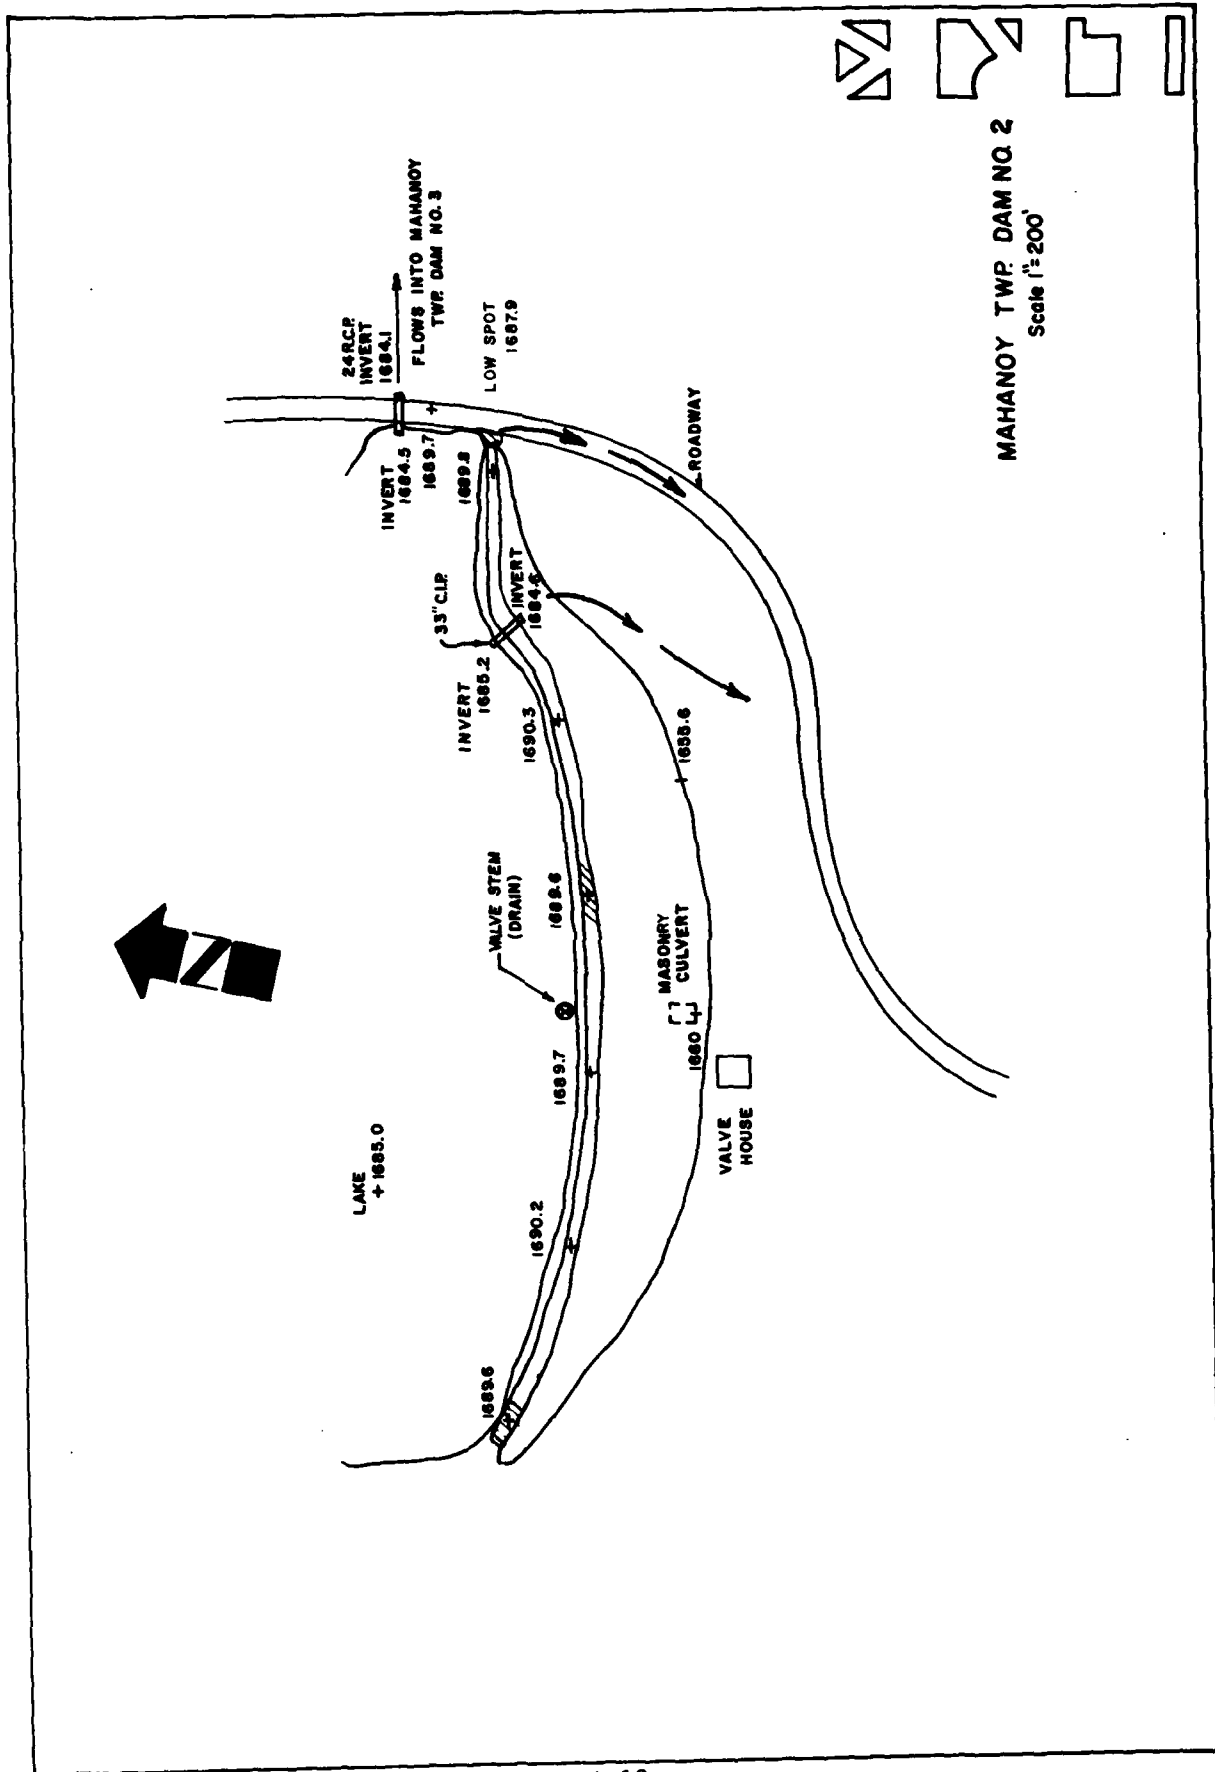 24 R.C.P.
INVERT
1684.1
FLOWS INTO MAHANOY
TWP. DAM NO. 3
INVERT
1684.5
1689.7
LOW SPOT
1687.9
1689.8
33" C.I.P.
INVERT
1684.6
INVERT
1685.2
ROADWAY
1690.3
1655.6
VALVE STEM
(DRAIN)
1689.6
MASONRY
CULVERT
1660
1689.7
VALVE
HOUSE
LAKE
+ 1685.0
1690.2
1689.6
N
MAHANOY TWP. DAM NO. 2
Scale 1"=200'